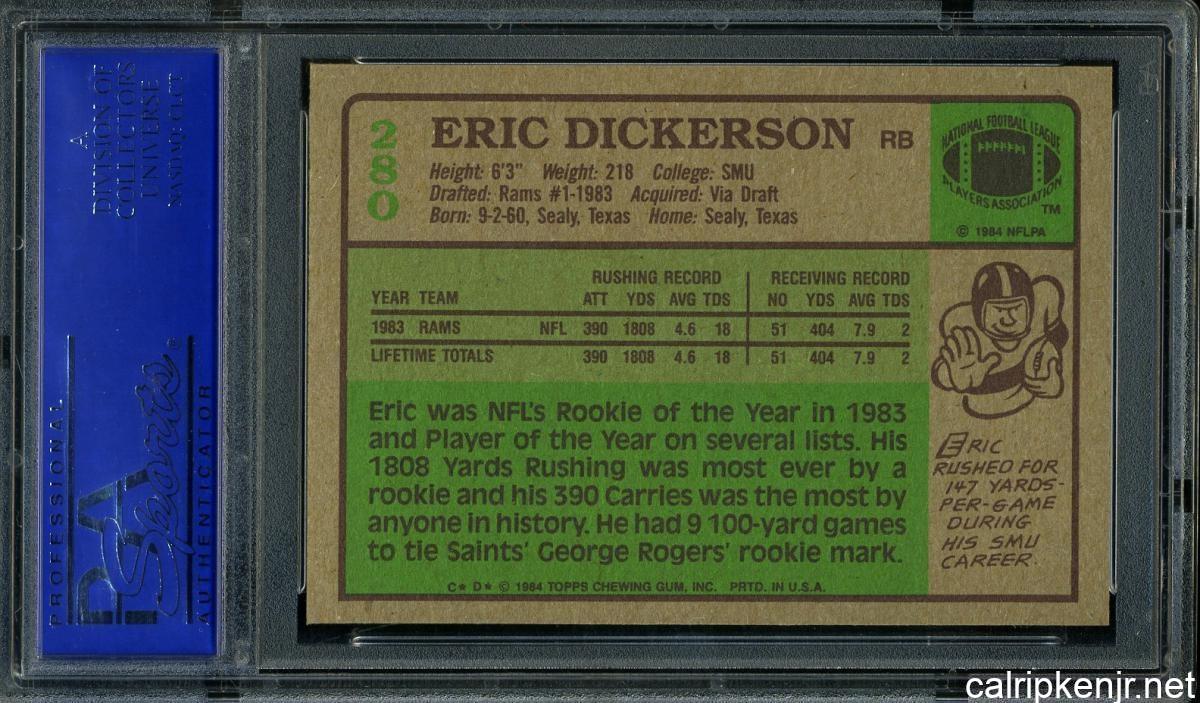 A
DIVISION OF
COLLECTORS
UNIVERSE
NASDAQ: CLCT
PROFESSIONAL
PSA
Sports®
AUTHENTICATOR
280
ERIC DICKERSON RB
Height: 6'3" Weight: 218 College: SMU
Drafted: Rams #1-1983 Acquired: Via Draft
Born: 9-2-60, Sealy, Texas Home: Sealy, Texas
NATIONAL FOOTBALL LEAGUE
PLAYERS ASSOCIATION
TM
© 1984 NFLPA
RUSHING RECORD RECEIVING RECORD
YEAR TEAM ATT YDS AVG TDS NO YDS AVG TDS
1983 RAMS NFL 390 1808 4.6 18 51 404 7.9 2
LIFETIME TOTALS 390 1808 4.6 18 51 404 7.9 2
Eric was NFL's Rookie of the Year in 1983
and Player of the Year on several lists. His
1808 Yards Rushing was most ever by a
rookie and his 390 Carries was the most by
anyone in history. He had 9 100-yard games
to tie Saints' George Rogers' rookie mark.
ERIC
RUSHED FOR
147 YARDS-
PER-GAME
DURING
HIS SMU
CAREER.
C* D* © 1984 TOPPS CHEWING GUM, INC. PRTD. IN U.S.A.
calripkenjr.net